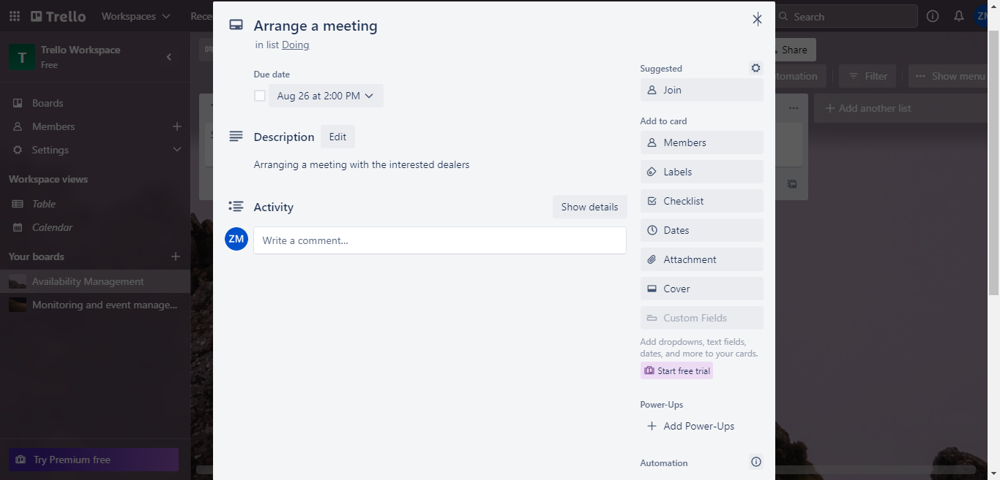 Trello
Workspaces
Rece
Search
ZM
T
Trello Workspace
Free
Boards
Members
Settings
Workspace views
Table
Calendar
Your boards
Availability Management
Monitoring and event manage...
Try Premium free
Arrange a meeting
in list Doing
Due date
Aug 26 at 2:00 PM
Description
Edit
Arranging a meeting with the interested dealers
Activity
Show details
ZM
Write a comment...
Suggested
Join
Add to card
Members
Labels
Checklist
Dates
Attachment
Cover
Custom Fields
Add dropdowns, text fields,
dates, and more to your cards.
Start free trial
Power-Ups
Add Power-Ups
Automation
Share
tomation
Filter
Show menu
Add another list